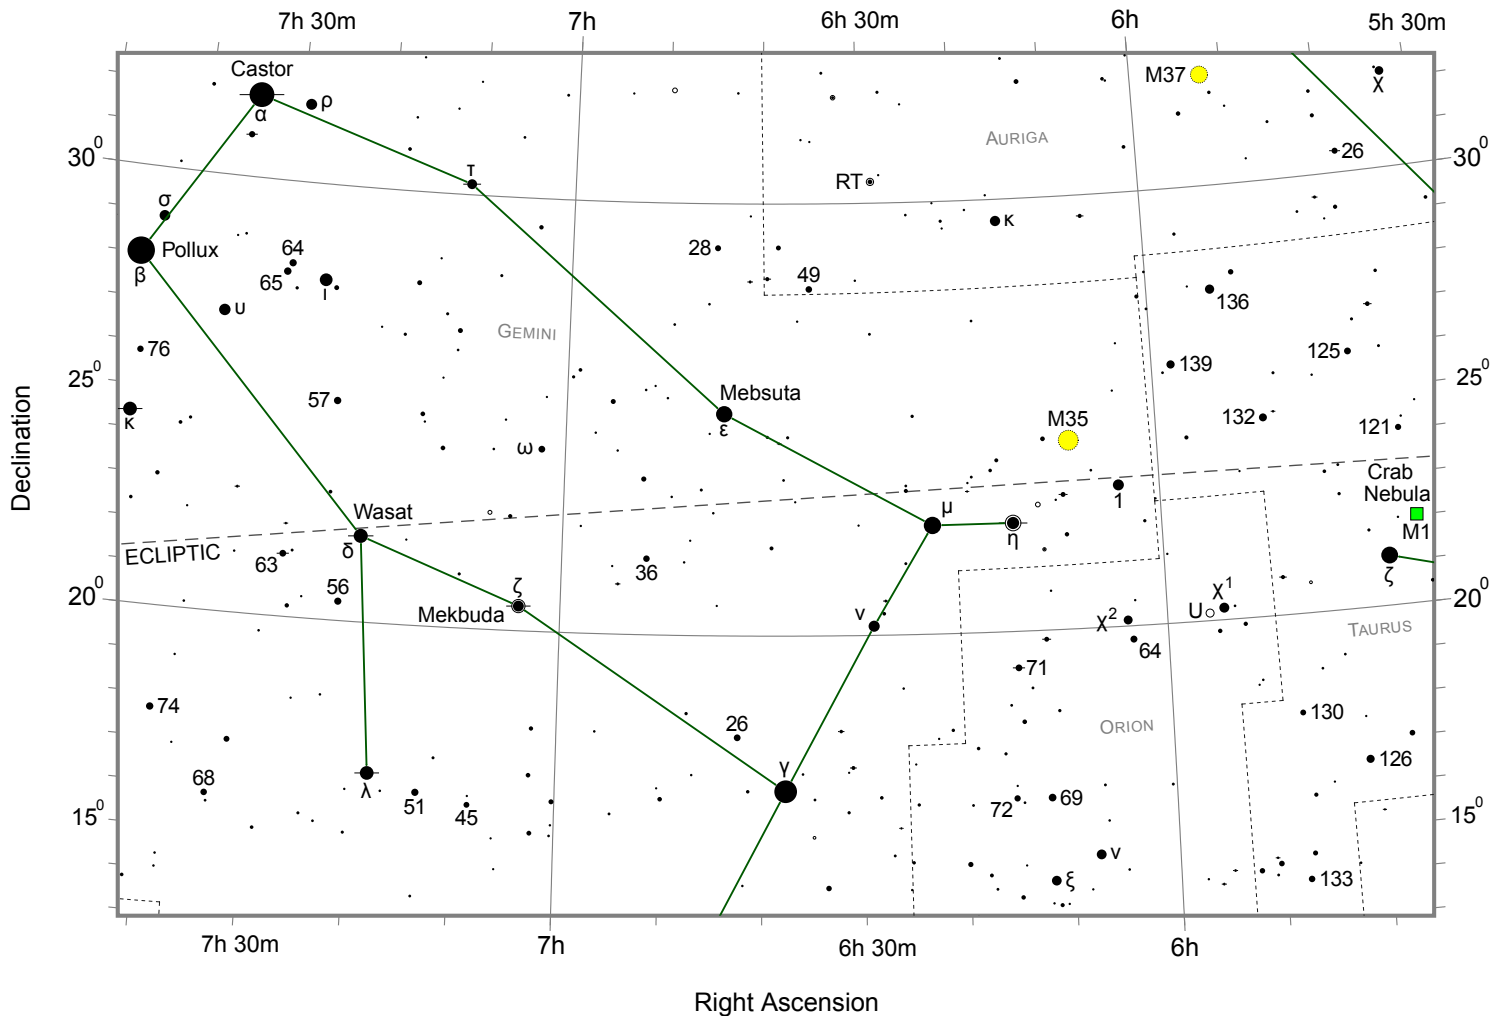 7h 30m 7h 6h 30m 6h 5h 30m
Castor
α
ρ
M37
χ
AURIGA
26
30⁰
30⁰
τ
RT
σ
κ
Pollux
β
64
65
ι
28
49
υ
136
GEMINI
76
139
125
25⁰
25⁰
57
Mebsuta
ε
κ
M35
132
121
ω
Crab
Nebula
M1
Wasat
δ
μ
1
η
ECLIPTIC
63
36
ζ
56
ζ
Mekbuda
20⁰
20⁰
ν
χ¹
U
χ²
64
TAURUS
71
74
26
130
ORION
γ
126
68
λ
51
45
72
69
15⁰
15⁰
ν
ξ
133
7h 30m 7h 6h 30m 6h
Declination
Right Ascension